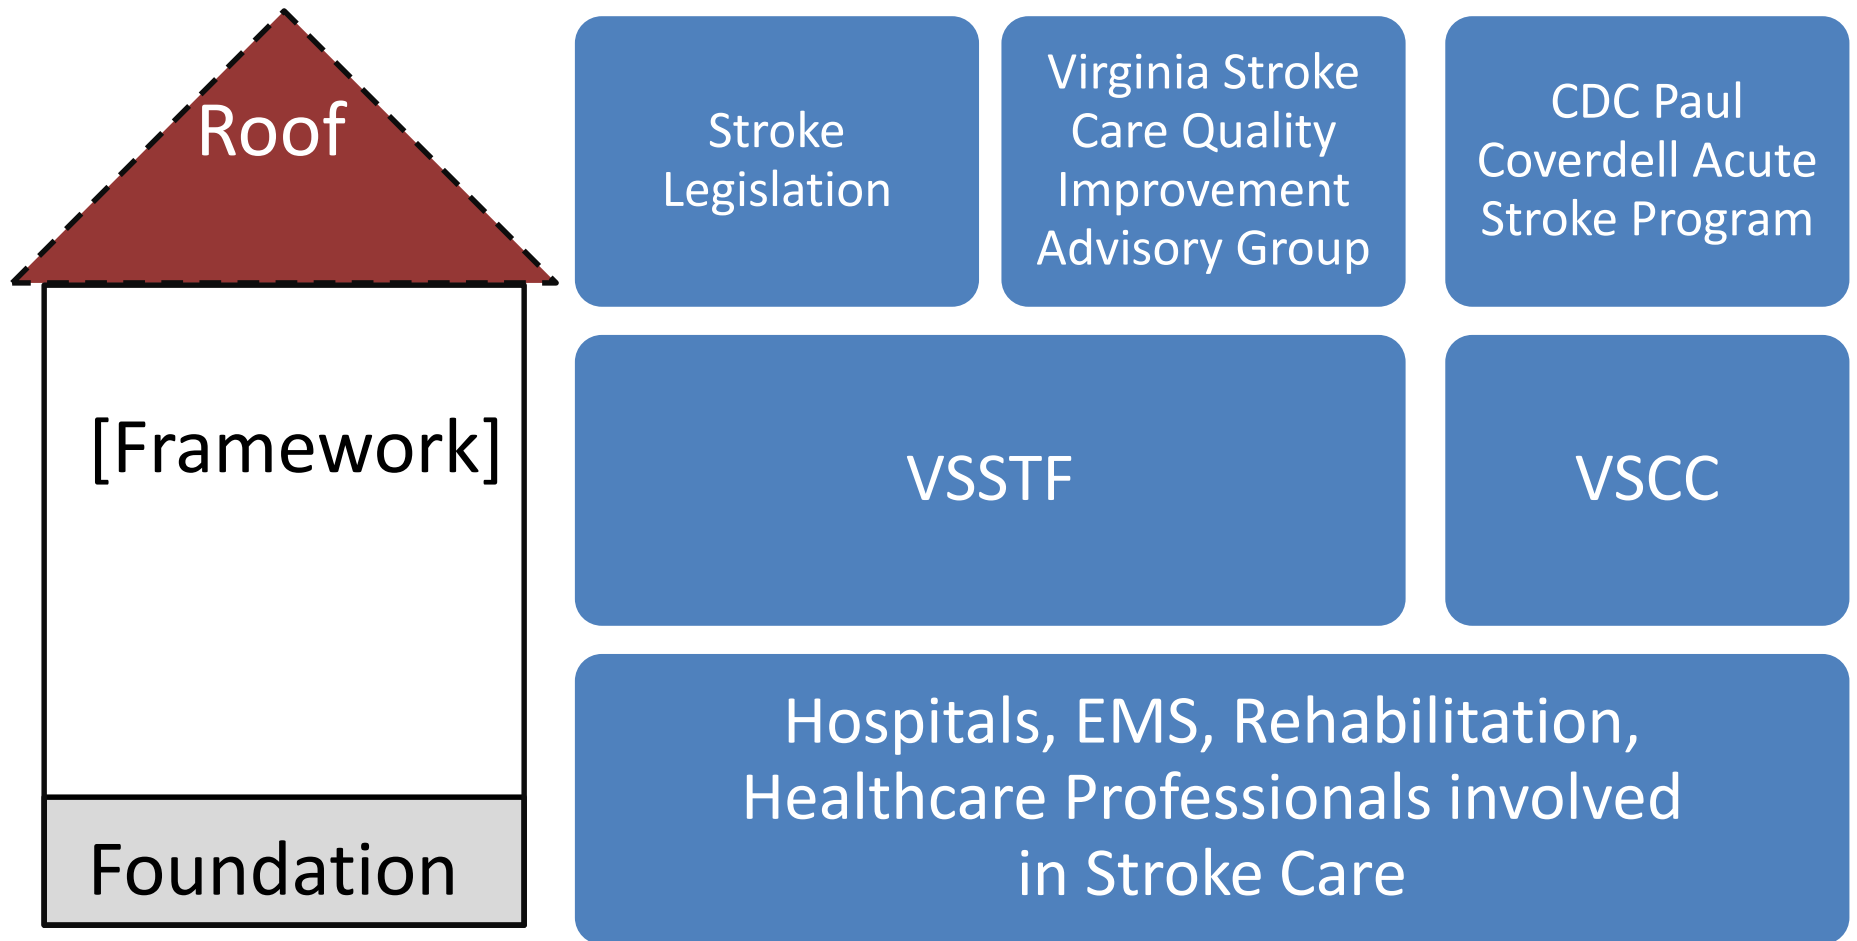 Roof
Stroke
Legislation
Virginia Stroke
Care Quality
Improvement
Advisory Group
CDC Paul
Coverdell Acute
Stroke Program
[Framework]
VSSTF
VSCC
Foundation
Hospitals, EMS, Rehabilitation,
Healthcare Professionals involved
in Stroke Care